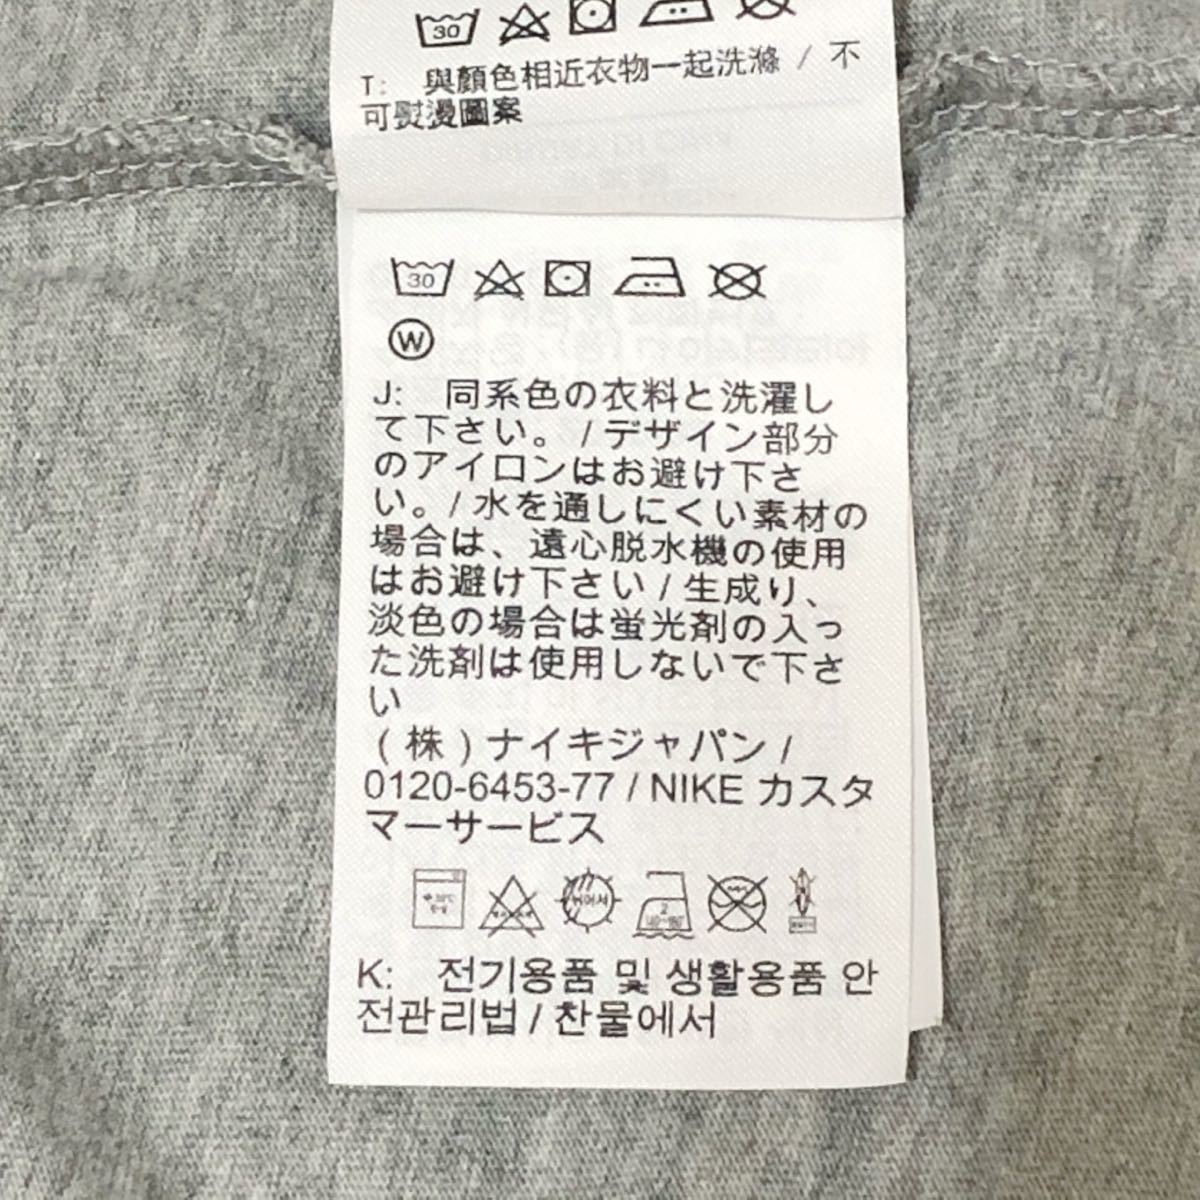 30
T: 與顏色相近衣物一起洗滌 / 不
可熨燙圖案
30
W
J: 同系色の衣料と洗濯し
て下さい。 / デザイン部分
のアイロンはお避け下さ
い。 / 水を通しにくい素材の
場合は、遠心脱水機の使用
はお避け下さい / 生成り、
淡色の場合は蛍光剤の入っ
た洗剤は使用しないで下さ
い
(株)ナイキジャパン /
0120-6453-77 / NIKE カスタ
マーサービス
K: 전기용품 및 생활용품 안
전관리법 / 찬물에서